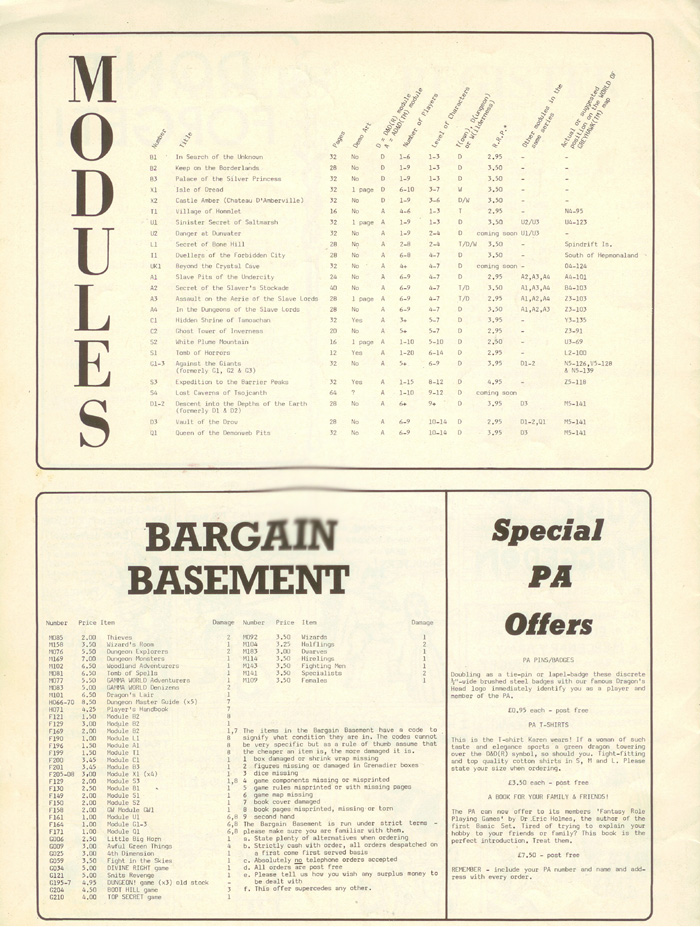 MODULES
Number Title Pages Demo Art D = D&D(R) module A = AD&D(TM) module Number of Players Level of Characters T(own), D(ungeon) or W(ilderness) R.R.P.* Other modules in the same series Actual or suggested position on the WORLD OF GREYHAWK(TM) map
B1 In Search of the Unknown 32 No D 1-6 1-3 D 2,95 - -
B2 Keep on the Borderlands 28 No D 1-9 1-3 D 3,50 - -
B3 Palace of the Silver Princess 32 No D 1-9 1-3 D 3,50 - -
X1 Isle of Dread 32 1 page D 6-10 3-7 W 3,50 - -
X2 Castle Amber (Chateau D'Amberville) 32 No D 1-9 3-6 D/W 3,50 - -
T1 Village of Hommlet 16 No A 4-6 1-3 T 2,95 - N4-95
U1 Sinister Secret of Saltmarsh 32 1 page A 1-9 1-3 D 3,50 U2/U3 U4-123
U2 Danger at Dunwater 32 No A 1-9 2-4 D coming soon U1/U3 -
L1 Secret of Bone Hill 28 No A 2-8 2-4 T/D/W 3,50 - Spindrift Is.
I1 Dwellers of the Forbidden City 28 No A 6-8 4-7 D 3,50 - South of Hepmonaland
UK1 Beyond the Crystal Cave 32 No A 4+ 4-7 D coming soon - O4-124
A1 Slave Pits of the Undercity 24 No A 6-9 4-7 D 2,95 A2,A3,A4 A4-101
A2 Secret of the Slaver's Stockade 40 No A 6-9 4-7 T/D 3,50 A1,A3,A4 B4-103
A3 Assault on the Aerie of the Slave Lords 28 1 page A 6-9 4-7 T/D 2,95 A1,A2,A4 Z3-103
A4 In the Dungeons of the Slave Lords 28 No A 6-9 4-7 D 3,50 A1,A2,A3 Z3-103
C1 Hidden Shrine of Tamoachan 32 Yes A 3+ 5-7 D 3,95 - Y3-135
C2 Ghost Tower of Inverness 20 No A 5+ 5-7 D 2,95 - Z3-91
S2 White Plume Mountain 16 1 page A 1-10 5-10 D 2,50 - U3-69
S1 Tomb of Horrors 12 Yes A 1-20 6-14 D 2,95 - L2-100
G1-3 Against the Giants 32 No A 5+ 6-9 D 3,95 D1-2 N5-126,Y5-128
(formerly G1, G2 & G3) & N5-139
S3 Expedition to the Barrier Peaks 32 Yes A 1-15 8-12 D 4,95 - Z5-118
S4 Lost Caverns of Tsojcanth 64 ? A 1-10 9-12 D coming soon
D1-2 Descent into the Depths of the Earth 28 No A 6+ 9+ D 3,95 D3 M5-141
(formerly D1 & D2)
D3 Vault of the Drow 28 No A 6-9 10-14 D 2,95 D1-2,Q1 M5-141
Q1 Queen of the Demonweb Pits 32 No A 6-9 10-14 D 3,95 D3 M5-141
BARGAIN
BASEMENT
Number Price Item Damage
M085 2,00 Thieves 2
M158 3,50 Wizard's Room 1
M076 5,50 Dungeon Explorers 2
M169 7,00 Dungeon Monsters 1
M102 4,50 Woodland Adventurers 1
M081 6,50 Tomb of Spells 1
M077 5,50 GAMMA WORLD Adventurers 1
M083 5,00 GAMMA WORLD Denizens 2
M101 6,50 Dragon's Lair 1
H066-70 8,50 Dungeon Master Guide (x5) 7
H071 4,25 Player's Handbook 7
F121 1,50 Module B2 8
F129 3,00 Module B2 1
F169 2,00 Module B2 1,7
F190 1,00 Module L1 8
F196 1,50 Module A1 8
F199 1,50 Module T1 8
F200 3,45 Module C1 1
F201 3,45 Module B3 1
F205-08 3,00 Module X1 (x4) 1
F129 2,00 Module S3 1,8
F130 2,50 Module B1 1
F149 2,00 Module S1 1
F150 2,00 Module S2 1
F158 2,00 GW Module GW1 1
F161 1,00 Module U1 6,8
F164 1,00 Module G1-3 6,8
F171 1,00 Module Q1 6,8
G006 2,50 Little Big Horn 1
G009 2,00 Awful Green Things 4
G025 3,00 4th Dimension 1
G059 3,50 Fight in the Skies 1
G034 5,00 DIVINE RIGHT game 1
G121 5,00 Snits Revenge 1
G195-7 4,95 DUNGEON! game (x3) old stock -
G204 4,50 BOOT HILL game 3
G210 4,00 TOP SECRET game 1
Number Price Item Damage
M092 3,50 Wizards 1
M104 3,25 Halflings 2
M183 3,00 Dwarves 1
M114 3,50 Hirelings 1
M143 3,50 Fighting Men 1
M141 3,50 Specialists 2
M109 3,50 Females 1
The items in the Bargain Basement have a code to
signify what condition they are in. The codes cannot
be very specific but as a rule of thumb assume that
the cheaper an item is, the more damaged it is.
1 box damaged or shrink wrap missing
2 figures missing or damaged in Grenadier boxes
3 dice missing
4 game components missing or misprinted
5 game rules misprinted or with missing pages
6 game map missing
7 book cover damaged
8 book pages misprinted, missing or torn
9 second hand
The Bargain Basement is run under strict terms -
please make sure you are familiar with them.
a. State plenty of alternatives when ordering
b. Strictly cash with order, all orders despatched on
a first come first served basis
c. Absolutely no telephone orders accepted
d. All orders are post free
e. Please tell us how you wish any surplus money to
be dealt with
f. This offer supercedes any other.
Special
PA
Offers
PA PINS/BADGES
Doubling as a tie-pin or lapel-badge these discrete
½"-wide brushed steel badges with our famous Dragon's
Head logo immediately identify you as a player and
member of the PA.
£0,95 each - post free
PA T-SHIRTS
This is the T-shirt Karen wears! If a woman of such
taste and elegance sports a green dragon towering
over the D&D(R) symbol, so should you. Tight-fitting
and top quality cotton shirts in S, M and L. Please
state your size when ordering.
£3,50 each - post free
A BOOK FOR YOUR FAMILY & FRIENDS!
The PA can now offer to its members 'Fantasy Role
Playing Games' by Dr Eric Holmes, the author of the
first Basic Set. Tired of trying to explain your
hobby to your friends or family? This book is the
perfect introduction. Treat them.
£7,50 - post free
REMEMBER - include your PA number and name and add-
ress with every order.